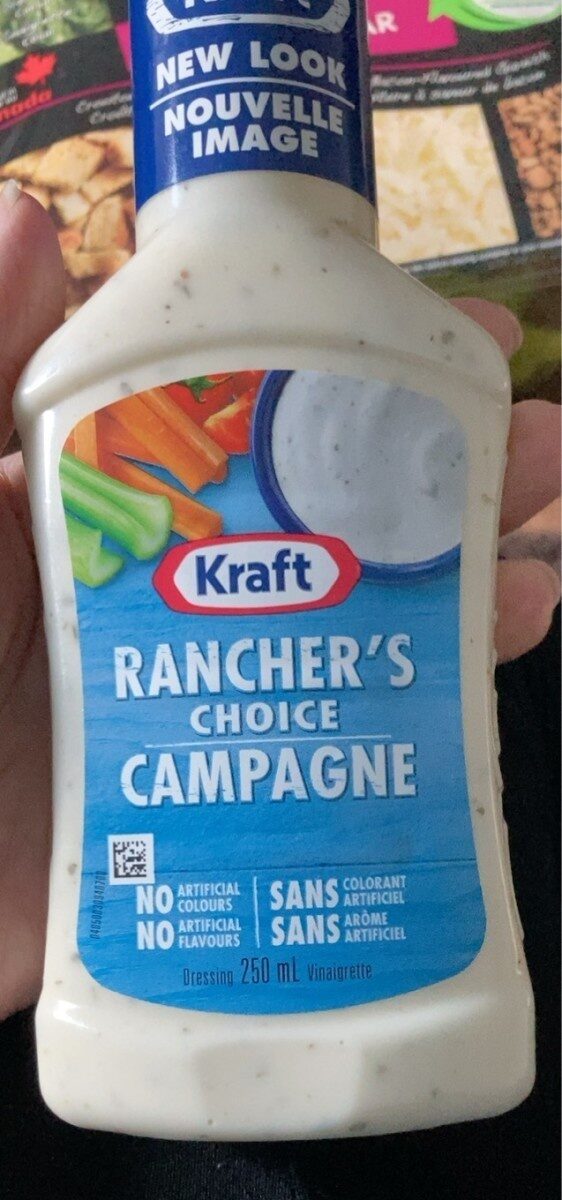 NEW LOOK
NOUVELLE
IMAGE
Kraft
RANCHER'S
CHOICE
CAMPAGNE
NO ARTIFICIAL COLOURS
NO ARTIFICIAL FLAVOURS
SANS COLORANT ARTIFICIEL
SANS ARÔME ARTIFICIEL
Dressing 250 mL Vinaigrette